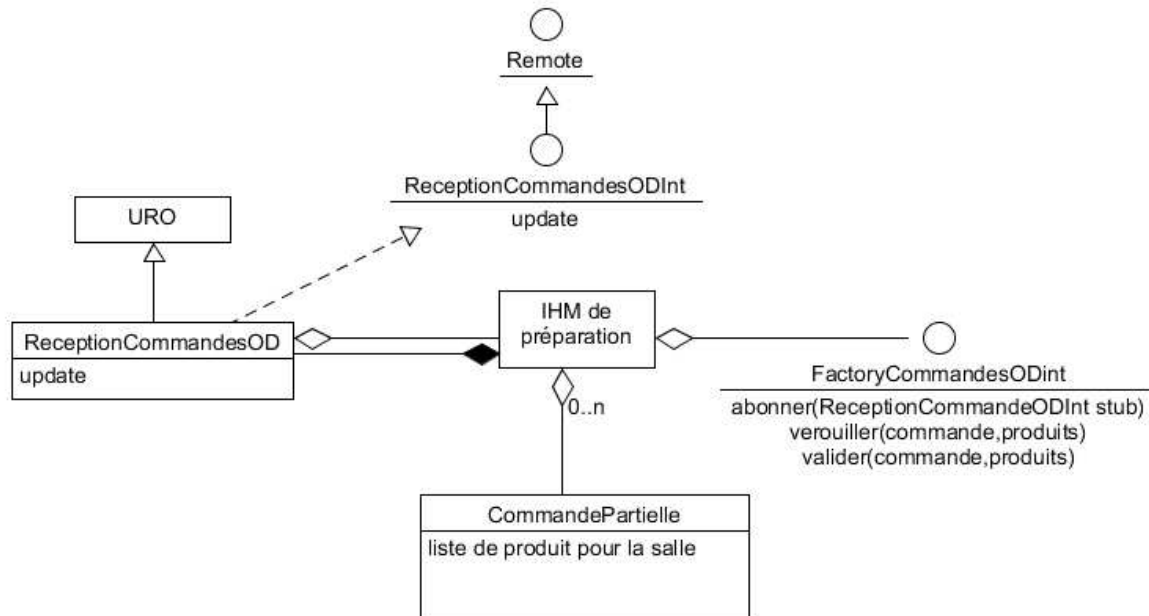 Remote
ReceptionCommandesODInt
update
URO
IHM de
préparation
ReceptionCommandesOD
update
FactoryCommandesODint
abonner(ReceptionCommandeODInt stub)
verouiller(commande,produits)
valider(commande,produits)
0..n
CommandePartielle
liste de produit pour la salle